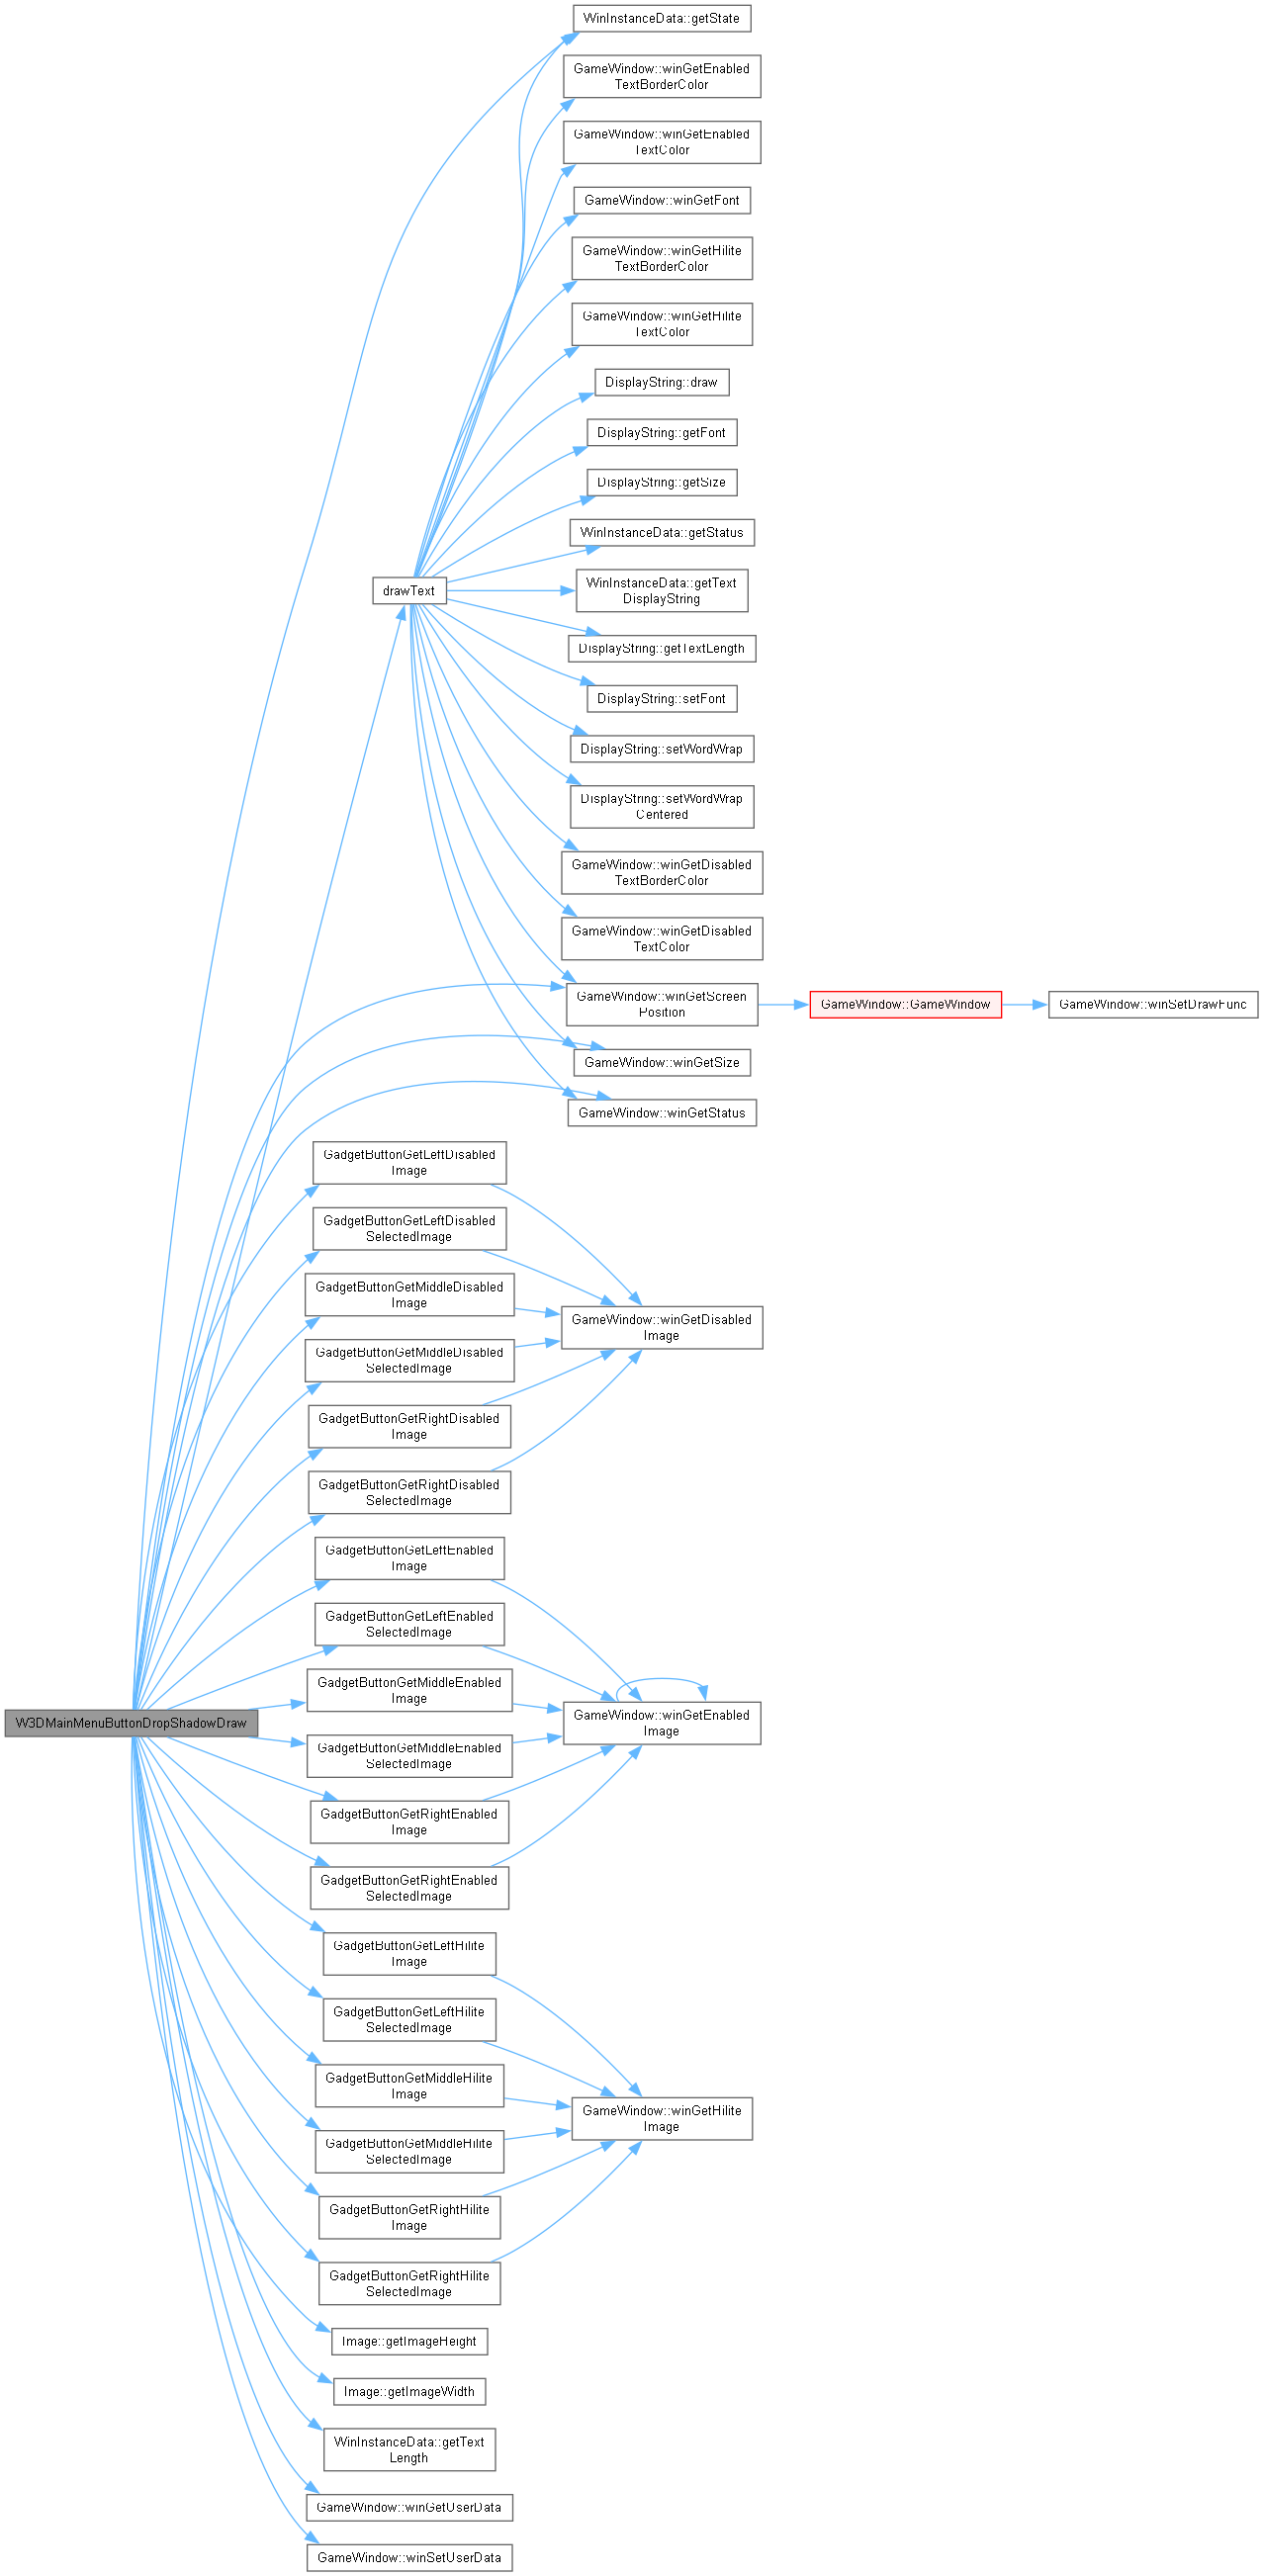 WinInstanceData::getState
GameWindow::winGetEnabled
TextBorderColor
GameWindow::winGetEnabled
TextColor
GameWindow::winGetFont
GameWindow::winGetHilite
TextBorderColor
GameWindow::winGetHilite
TextColor
DisplayString::draw
DisplayString::getFont
DisplayString::getSize
WinInstanceData::getStatus
drawText
WinInstanceData::getText
DisplayString
DisplayString::getTextLength
DisplayString::setFont
DisplayString::setWordWrap
DisplayString::setWordWrap
Centered
GameWindow::winGetDisabled
TextBorderColor
GameWindow::winGetDisabled
TextColor
GameWindow::winGetScreen
Position
GameWindow::GameWindow
GameWindow::winSetDrawFunc
GameWindow::winGetSize
GameWindow::winGetStatus
GadgetButtonGetLeftDisabled
Image
GadgetButtonGetLeftDisabled
SelectedImage
GadgetButtonGetMiddleDisabled
Image
GameWindow::winGetDisabled
Image
GadgetButtonGetMiddleDisabled
SelectedImage
GadgetButtonGetRightDisabled
Image
GadgetButtonGetRightDisabled
SelectedImage
GadgetButtonGetLeftEnabled
Image
GadgetButtonGetLeftEnabled
SelectedImage
GadgetButtonGetMiddleEnabled
Image
W3DMainMenuButtonDropShadowDraw
GameWindow::winGetEnabled
Image
GadgetButtonGetMiddleEnabled
SelectedImage
GadgetButtonGetRightEnabled
Image
GadgetButtonGetRightEnabled
SelectedImage
GadgetButtonGetLeftHilite
Image
GadgetButtonGetLeftHilite
SelectedImage
GadgetButtonGetMiddleHilite
Image
GameWindow::winGetHilite
Image
GadgetButtonGetMiddleHilite
SelectedImage
GadgetButtonGetRightHilite
Image
GadgetButtonGetRightHilite
SelectedImage
Image::getImageHeight
Image::getImageWidth
WinInstanceData::getText
Length
GameWindow::winGetUserData
GameWindow::winSetUserData